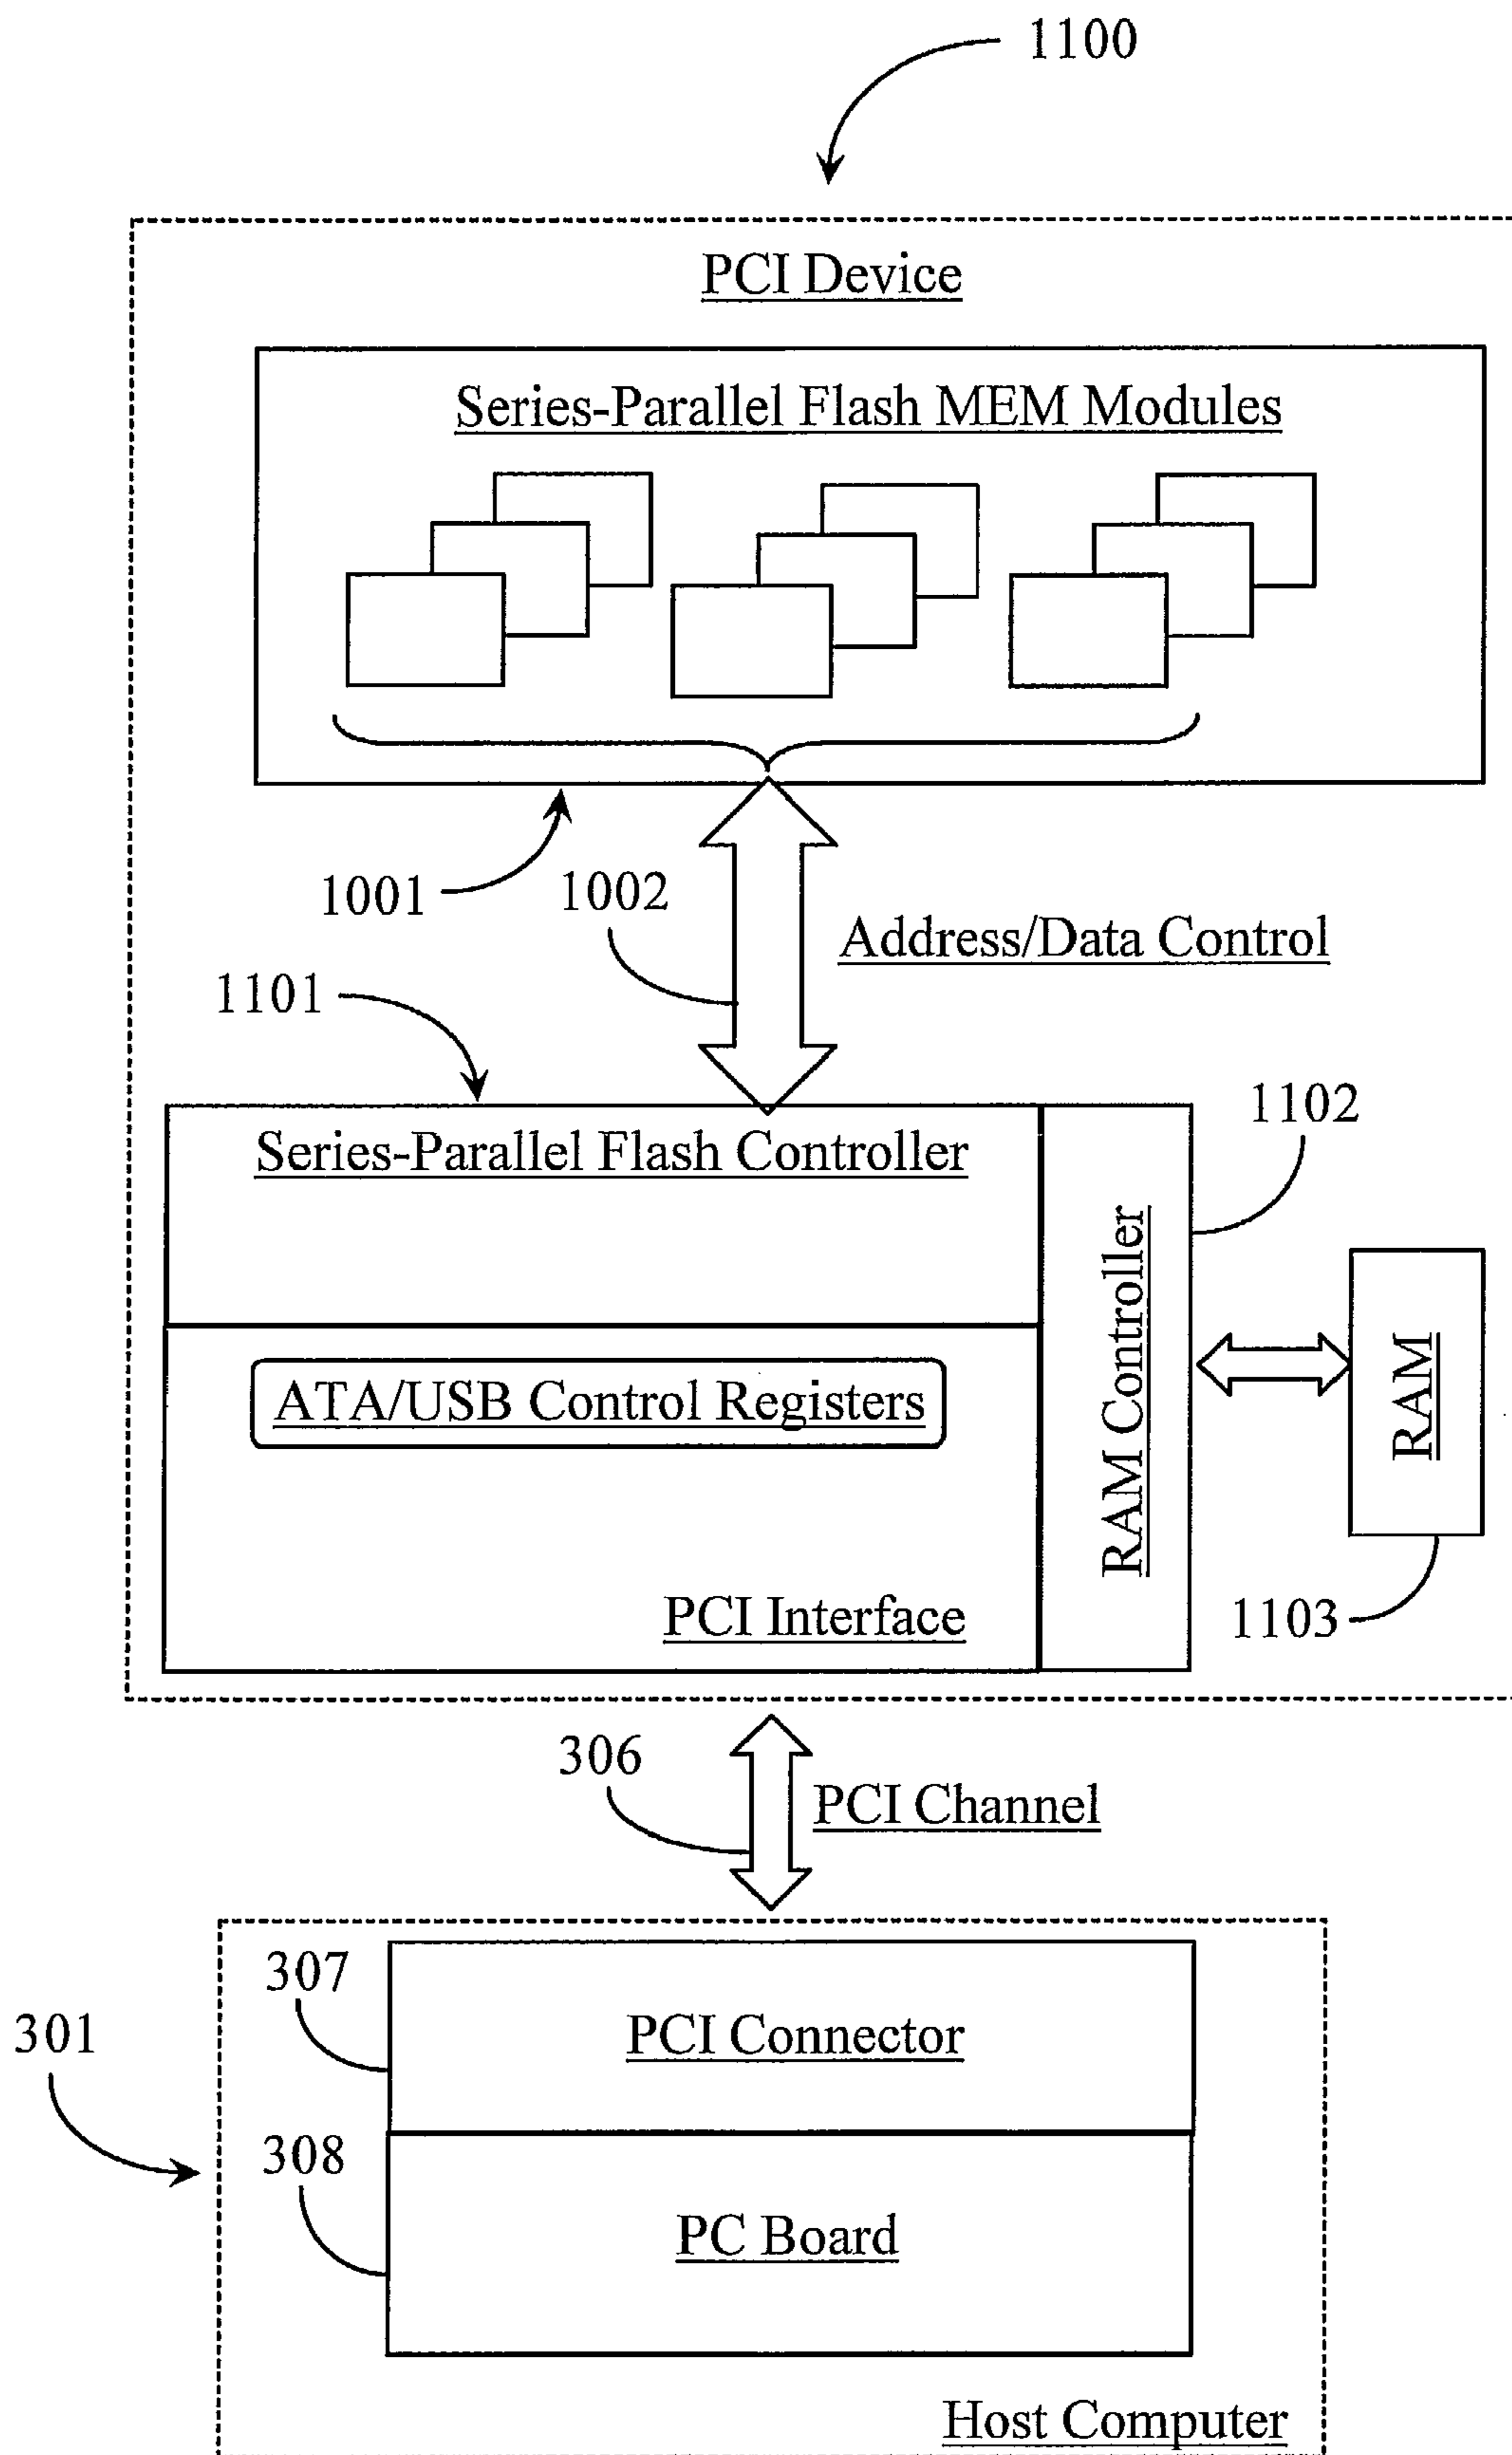 1100
PCI Device
Series-Parallel Flash MEM Modules
1001
1002
Address/Data Control
1101
Series-Parallel Flash Controller
1102
RAM Controller
RAM
ATA/USB Control Registers
PCI Interface
1103
306
PCI Channel
307
PCI Connector
301
308
PC Board
Host Computer